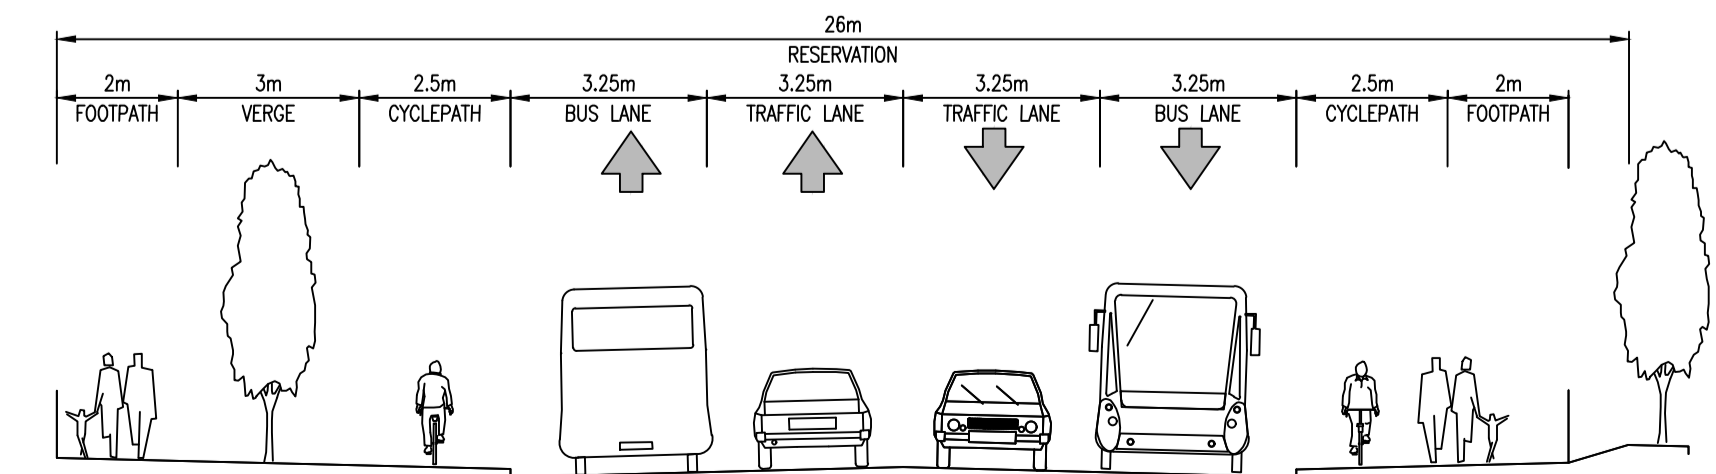 26m
RESERVATION
2m 3m 2.5m 3.25m 3.25m 3.25m 3.25m 2.5m 2m
FOOTPATH VERGE CYCLEPATH BUS LANE TRAFFIC LANE TRAFFIC LANE BUS LANE CYCLEPATH FOOTPATH